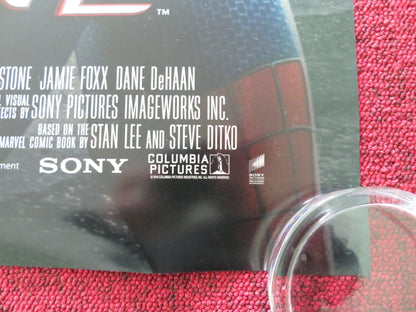 2™
STONE JAMIE FOXX DANE DeHAAN
VISUAL EFFECTS BY SONY PICTURES IMAGEWORKS INC.
BASED ON THE MARVEL COMIC BOOK BY STAN LEE AND STEVE DITKO
SONY COLUMBIA PICTURES